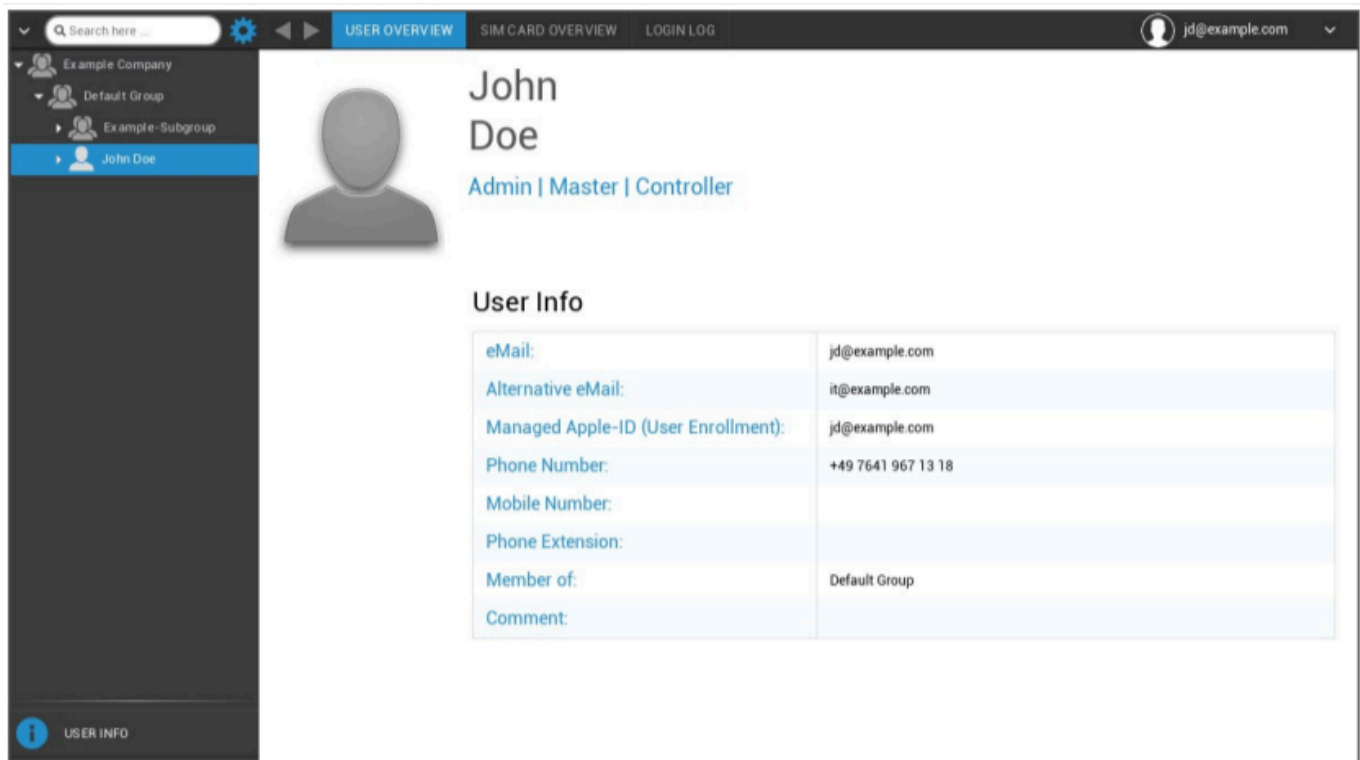 Search here ...
USER OVERVIEW
SIM CARD OVERVIEW
LOGIN LOG
jd@example.com
Example Company
Default Group
Example-Subgroup
John Doe
John
Doe
Admin | Master | Controller
User Info
eMail: jd@example.com
Alternative eMail: it@example.com
Managed Apple-ID (User Enrollment): jd@example.com
Phone Number: +49 7641 967 13 18
Mobile Number:
Phone Extension:
Member of: Default Group
Comment:
USER INFO